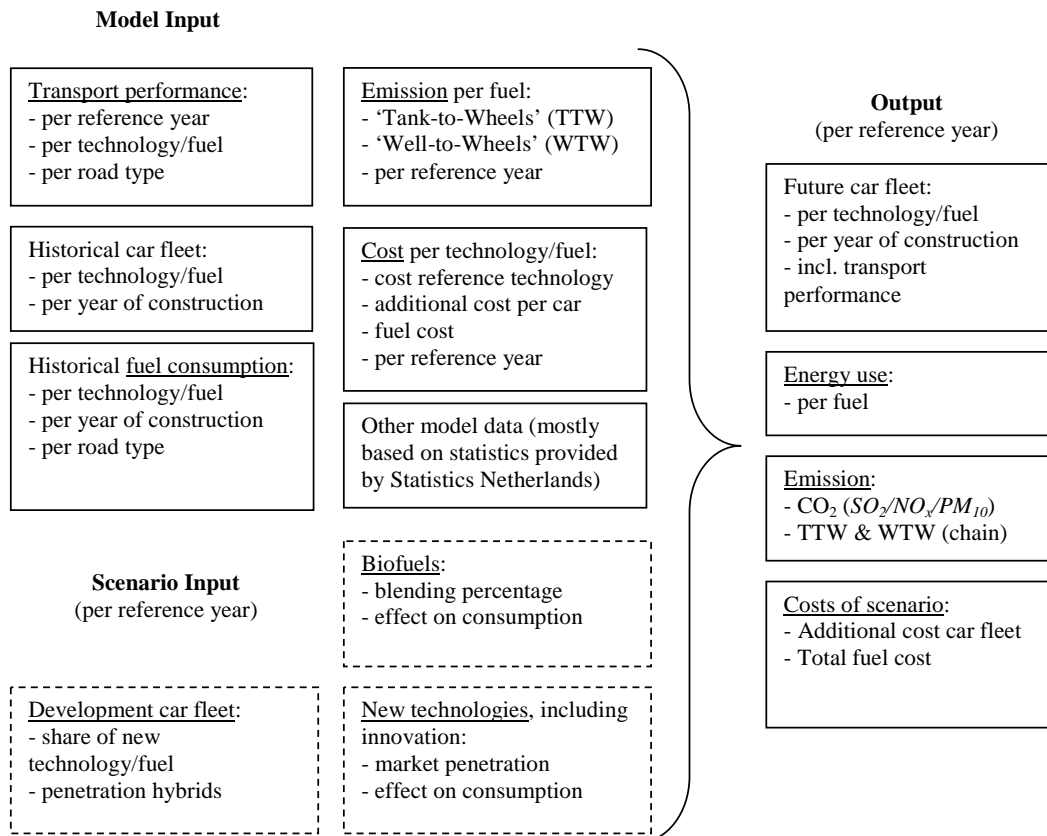 Model Input
Transport performance:
- per reference year
- per technology/fuel
- per road type
Historical car fleet:
- per technology/fuel
- per year of construction
Historical fuel consumption:
- per technology/fuel
- per year of construction
- per road type
Emission per fuel:
- ‘Tank-to-Wheels’ (TTW)
- ‘Well-to-Wheels’ (WTW)
- per reference year
Cost per technology/fuel:
- cost reference technology
- additional cost per car
- fuel cost
- per reference year
Other model data (mostly
based on statistics provided
by Statistics Netherlands)
Scenario Input
(per reference year)
Biofuels:
- blending percentage
- effect on consumption
Development car fleet:
- share of new
technology/fuel
- penetration hybrids
New technologies, including
innovation:
- market penetration
- effect on consumption
Output
(per reference year)
Future car fleet:
- per technology/fuel
- per year of construction
- incl. transport
performance
Energy use:
- per fuel
Emission:
- CO₂ (SO₂/NOₓ/PM₁₀)
- TTW & WTW (chain)
Costs of scenario:
- Additional cost car fleet
- Total fuel cost